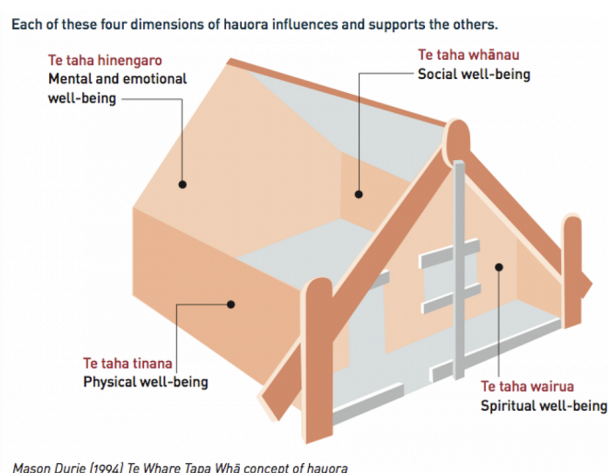 Each of these four dimensions of hauora influences and supports the others.
Te taha hinengaro
Mental and emotional
well-being
Te taha whānau
Social well-being
Te taha tinana
Physical well-being
Te taha wairua
Spiritual well-being
Mason Durie (1994) Te Whare Tapa Whā concept of hauora